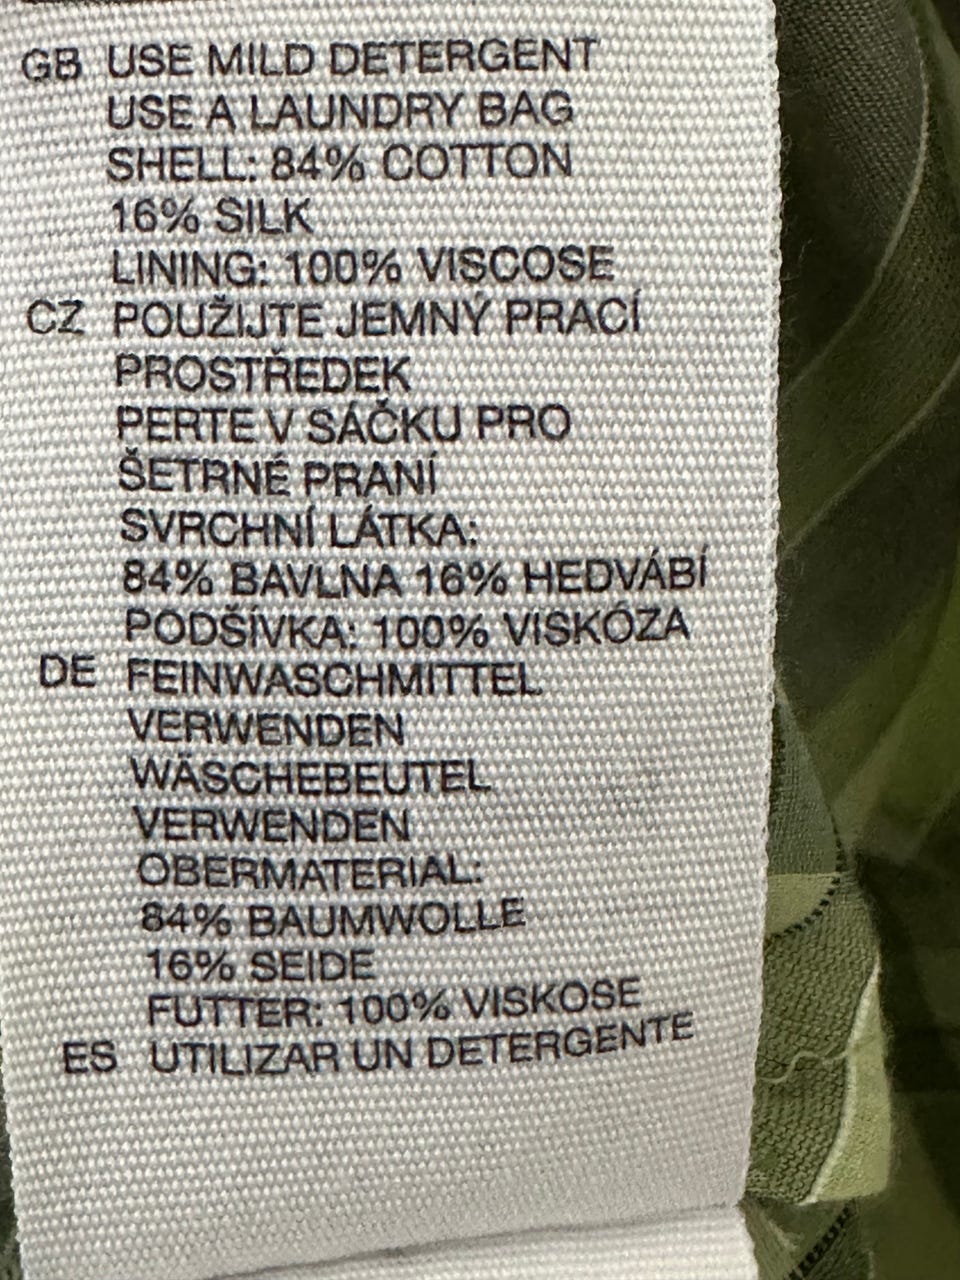 GB USE MILD DETERGENT
USE A LAUNDRY BAG
SHELL: 84% COTTON
16% SILK
LINING: 100% VISCOSE
CZ POUŽIJTE JEMNÝ PRACÍ
PROSTŘEDEK
PERTE V SÁČKU PRO
ŠETRNÉ PRANÍ
SVRCHNÍ LÁTKA:
84% BAVLNA 16% HEDVÁBÍ
PODŠÍVKA: 100% VISKÓZA
DE FEINWASCHMITTEL
VERWENDEN
WÄSCHEBEUTEL
VERWENDEN
OBERMATERIAL:
84% BAUMWOLLE
16% SEIDE
FUTTER: 100% VISKOSE
ES UTILIZAR UN DETERGENTE